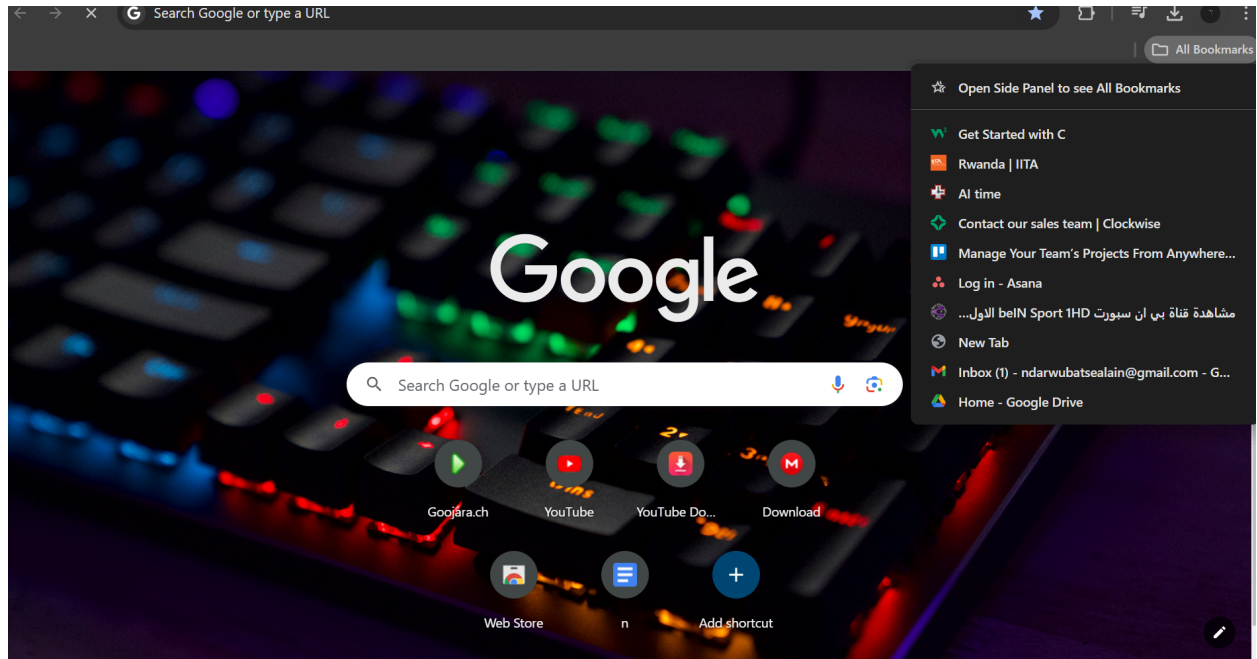 Search Google or type a URL
All Bookmarks
Open Side Panel to see All Bookmarks
Get Started with C
Rwanda | IITA
AI time
Contact our sales team | Clockwise
Manage Your Team's Projects From Anywhere...
Log in - Asana
مشاهدة قناة بي ان سبورت beIN Sport 1HD الاول...
New Tab
Inbox (1) - ndarwubatsealain@gmail.com - G...
Home - Google Drive
Google
Search Google or type a URL
Goojara.ch
YouTube
YouTube Do...
Download
Web Store
n
Add shortcut